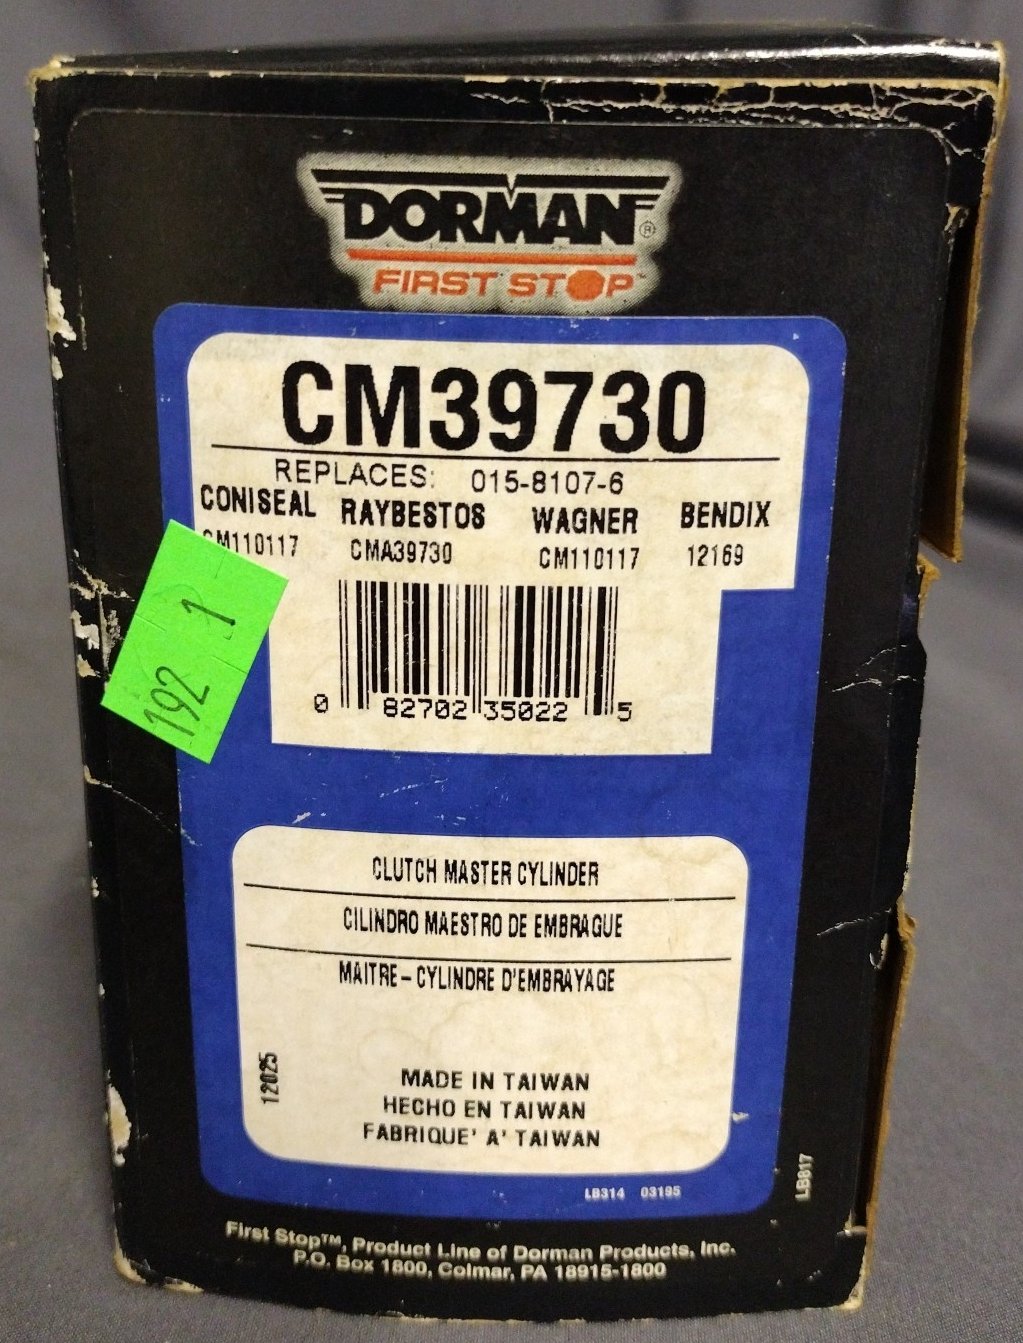 DORMAN®
FIRST STOP™
CM39730
REPLACES: 015-8107-6
CONISEAL RAYBESTOS WAGNER BENDIX
CM110117 CMA39730 CM110117 12169
192 1
0 82702 35022 5
CLUTCH MASTER CYLINDER
CILINDRO MAESTRO DE EMBRAGUE
MAITRE-CYLINDRE D'EMBRAYAGE
12025
MADE IN TAIWAN
HECHO EN TAIWAN
FABRIQUE' A' TAIWAN
LB314 03195
LB617
First Stop™, Product Line of Dorman Products, Inc.
P.O. Box 1800, Colmar, PA 18915-1800